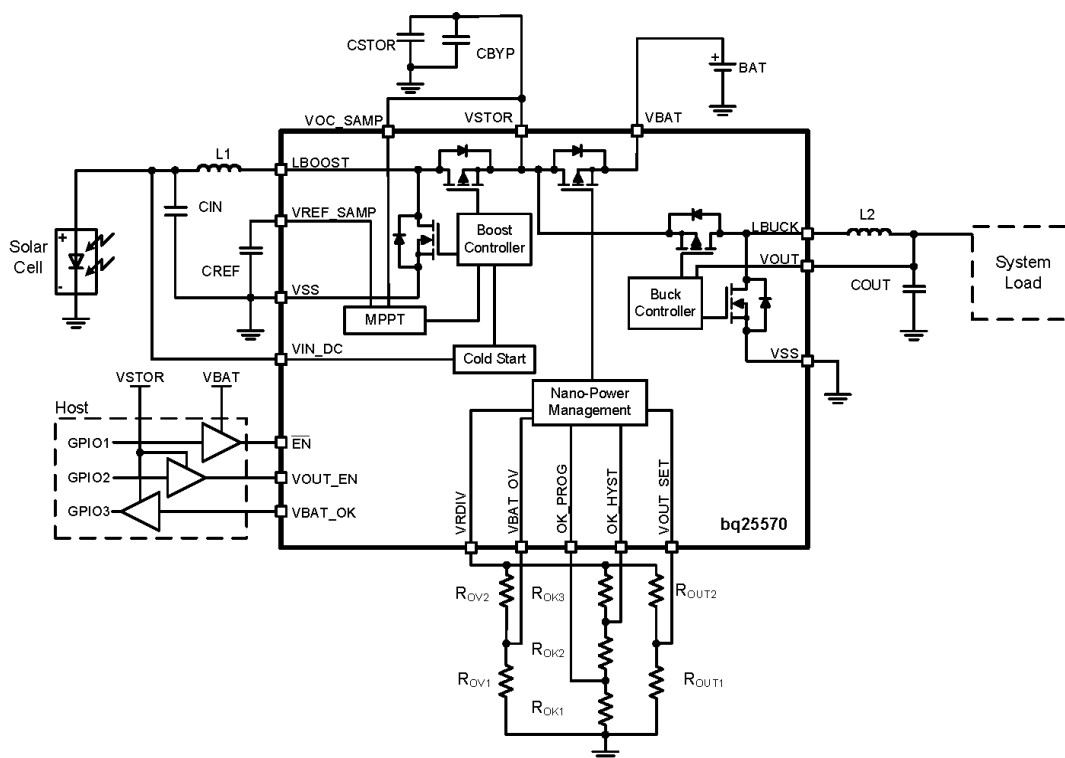 CSTOR
CBYP
BAT
VOC_SAMP
VSTOR
VBAT
L1
LBOOST
CIN
VREF_SAMP
Boost
Controller
LBUCK
L2
Solar
Cell
CREF
VOUT
System
Load
VSS
Buck
Controller
COUT
MPPT
VIN_DC
Cold Start
VSS
VSTOR
VBAT
Nano-Power
Management
Host
GPIO1
EN
GPIO2
VOUT_EN
GPIO3
VBAT_OK
VRDIV
VBAT_OV
OK_PROG
OK_HYST
VOUT_SET
bq25570
ROV2
ROK3
ROUT2
ROK2
ROV1
ROUT1
ROK1